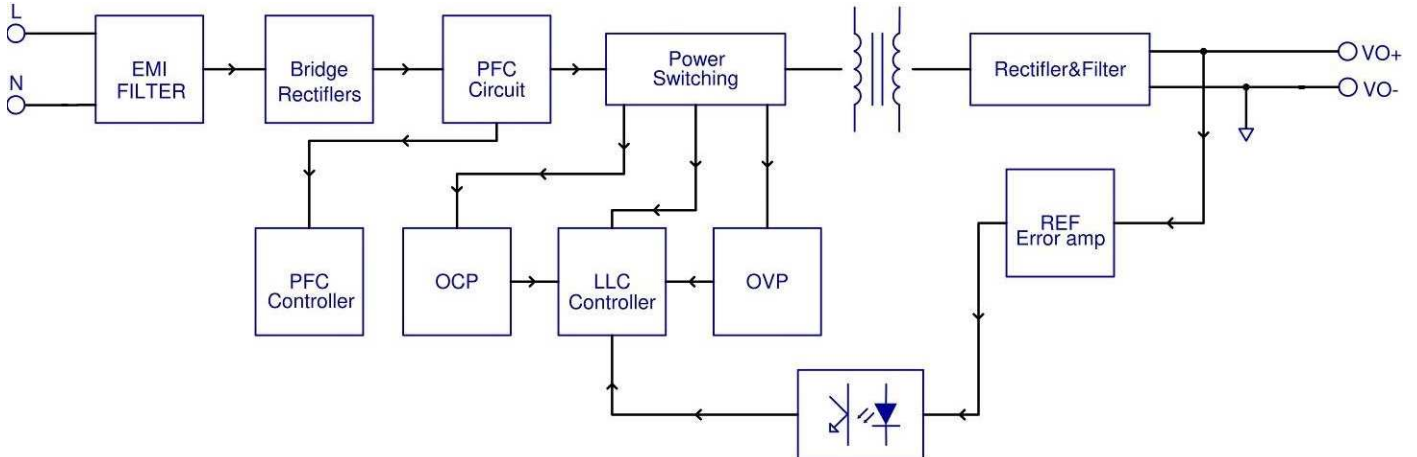 L
N
EMI
FILTER
Bridge
Rectiflers
PFC
Circuit
Power
Switching
Rectifler&Filter
VO+
VO-
REF
Error amp
PFC
Controller
OCP
LLC
Controller
OVP